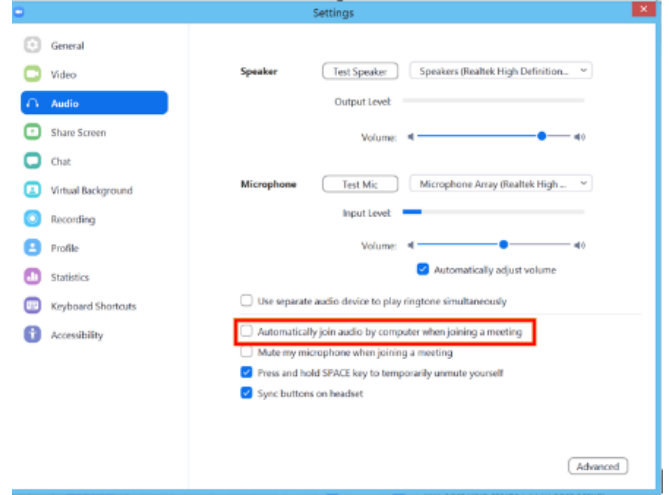 Settings
General
Video
Audio
Share Screen
Chat
Virtual Background
Recording
Profile
Statistics
Keyboard Shortcuts
Accessibility
Speaker Test Speaker Speakers (Realtek High Definition...
Output Level:
Volume:
Microphone Test Mic Microphone Array (Realtek High ...
Input Level:
Volume:
Automatically adjust volume
Use separate audio device to play ringtone simultaneously
Automatically join audio by computer when joining a meeting
Mute my microphone when joining a meeting
Press and hold SPACE key to temporarily unmute yourself
Sync buttons on headset
Advanced